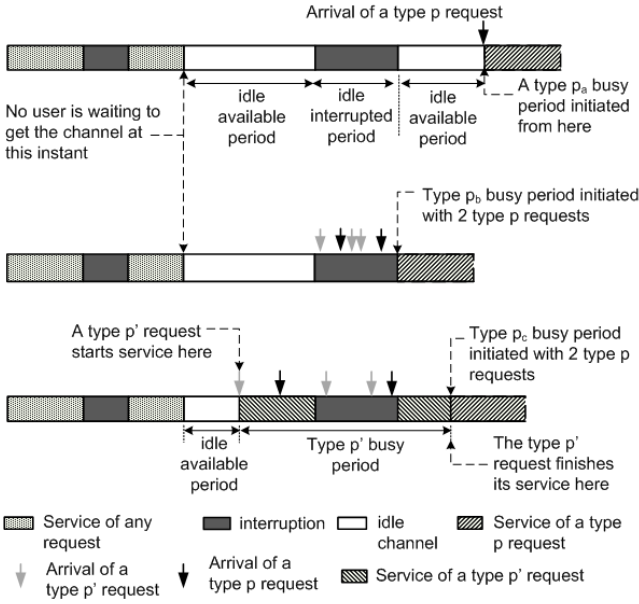 Arrival of a type p request
No user is waiting to
get the channel at
this instant
idle
available
period
idle
interrupted
period
idle
available
period
A type pa busy
period initiated
from here
Type pb busy period initiated
with 2 type p requests
A type p' request
starts service here
Type pc busy period
initiated with 2 type p
requests
idle
available
period
Type p' busy
period
The type p'
request finishes
its service here
Service of any
request
interruption
idle
channel
Service of a type
p request
Arrival of a
type p' request
Arrival of a
type p request
Service of a type p' request